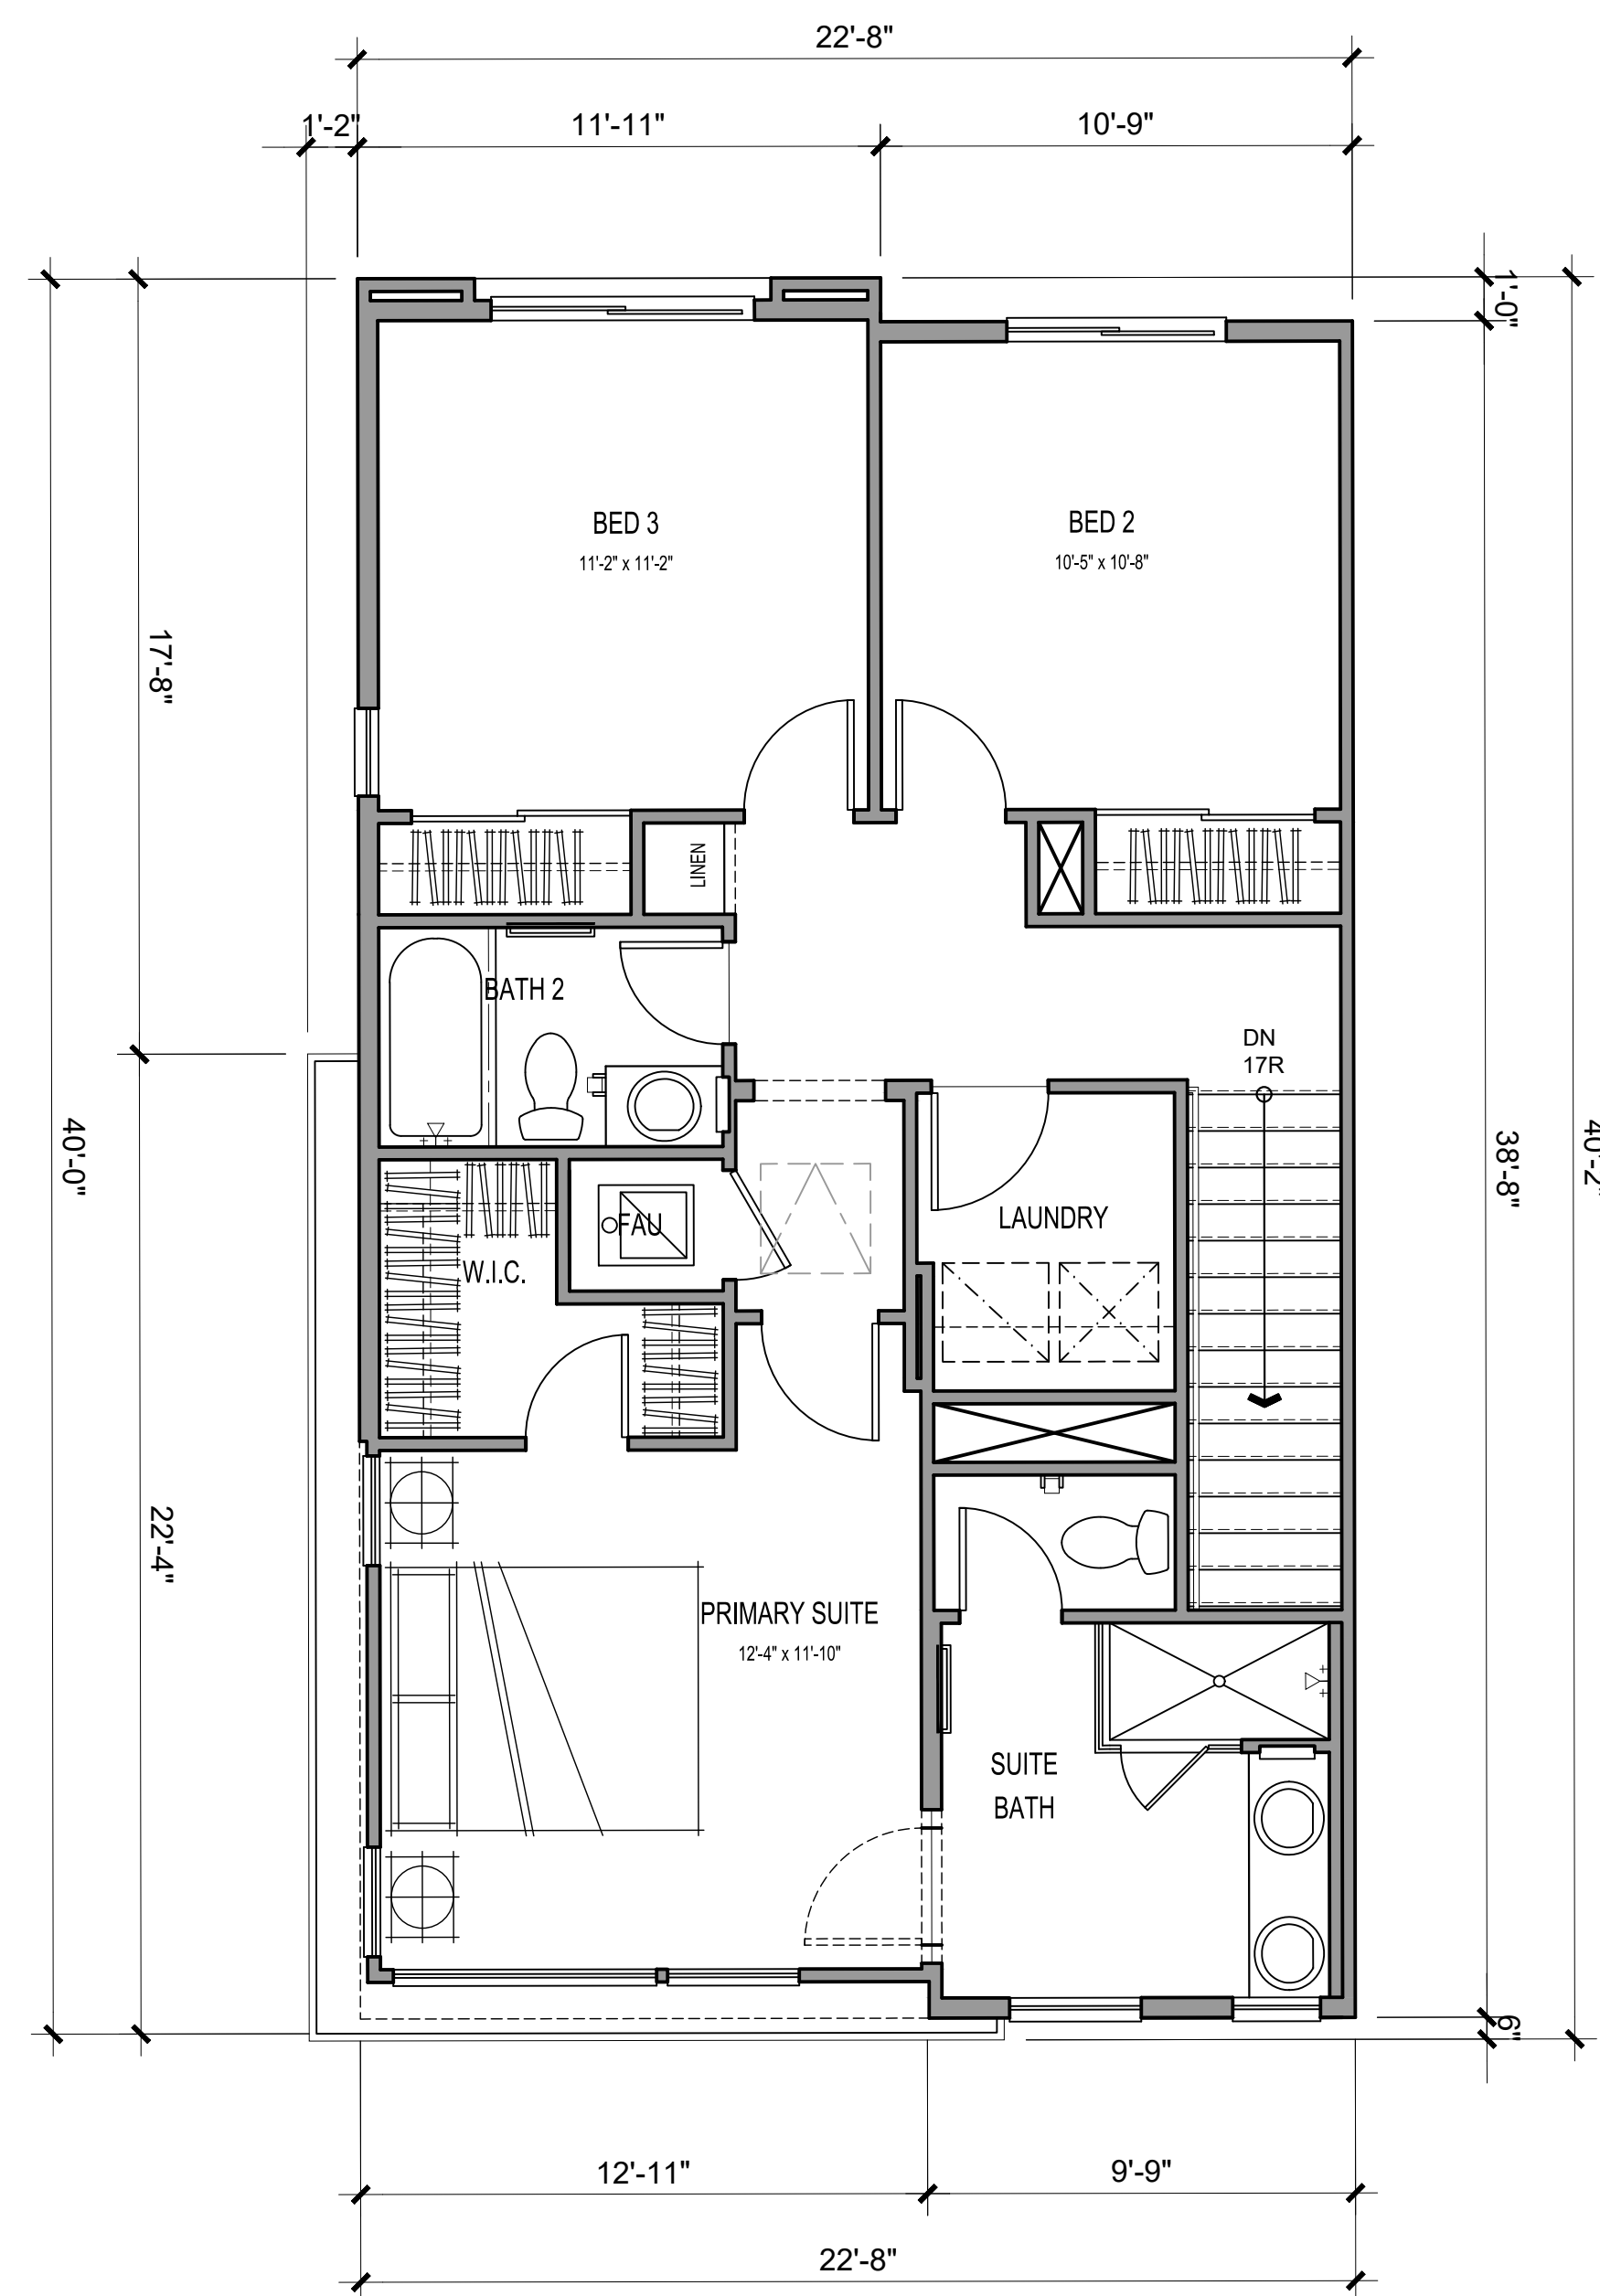 22'-8"
1'-2"
11'-11"
10'-9"
1'-0"
BED 3
11'-2" x 11'-2"
BED 2
10'-5" x 10'-8"
17'-8"
LINEN
BATH 2
DN
17R
40'-0"
38'-8"
40'-2"
FAU
LAUNDRY
W.I.C.
22'-4"
PRIMARY SUITE
12'-4" x 11'-10"
SUITE
BATH
6"
12'-11"
9'-9"
22'-8"